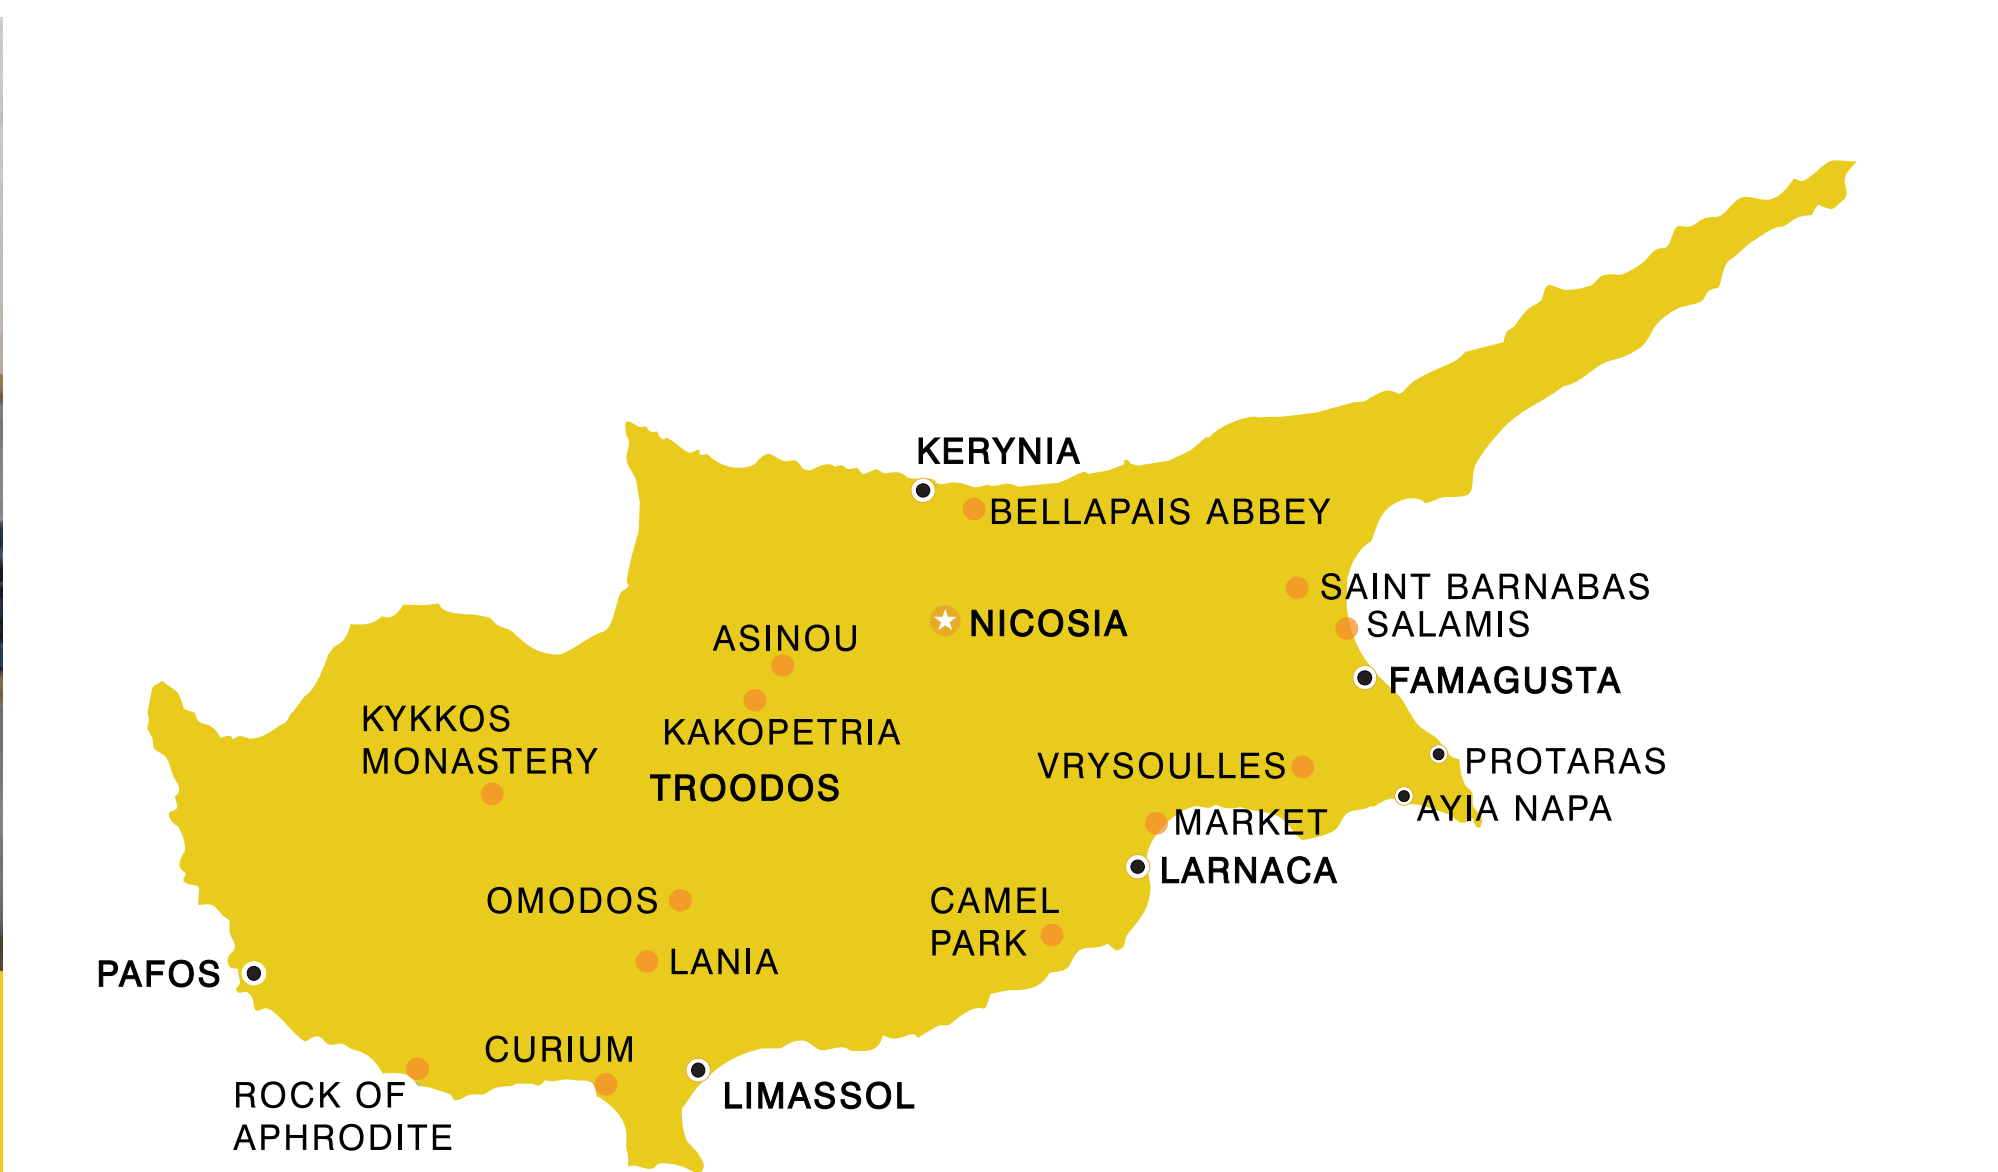 KERYNIA
BELLAPAIS ABBEY
SAINT BARNABAS
NICOSIA
SALAMIS
ASINOU
FAMAGUSTA
KYKKOS
MONASTERY
KAKOPETRIA
TROODOS
VRYSOULLES
PROTARAS
AYIA NAPA
MARKET
LARNACA
OMODOS
CAMEL
PARK
LANIA
PAFOS
CURIUM
ROCK OF
APHRODITE
LIMASSOL